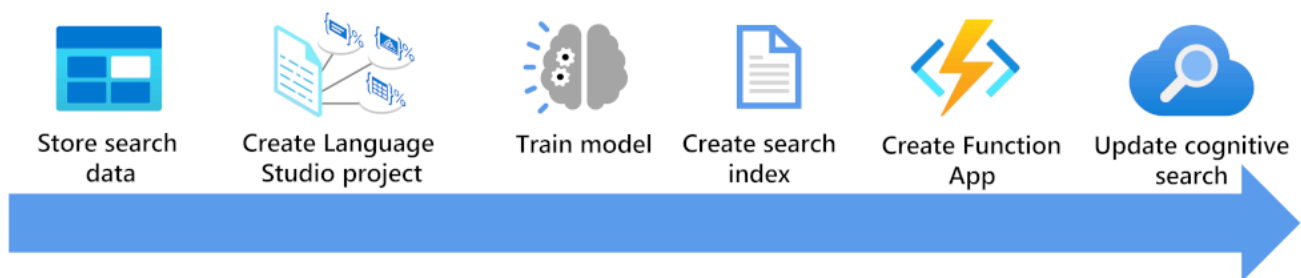 Store search
data
Create Language
Studio project
Train model
Create search
index
Create Function
App
Update cognitive
search